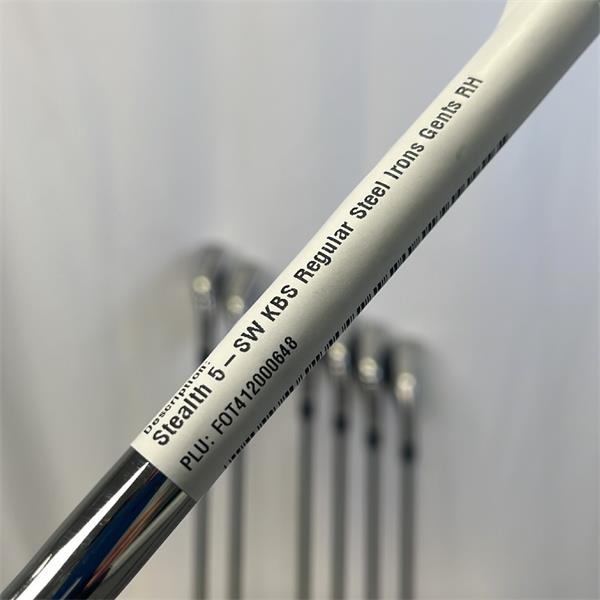 Description:
Stealth 5 – SW KBS Regular Steel Irons Gents RH
PLU: FOT412000648